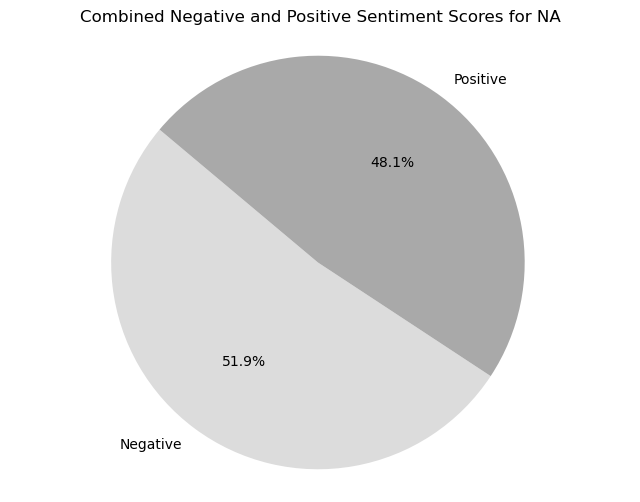 Combined Negative and Positive Sentiment Scores for NA
Positive
48.1%
51.9%
Negative